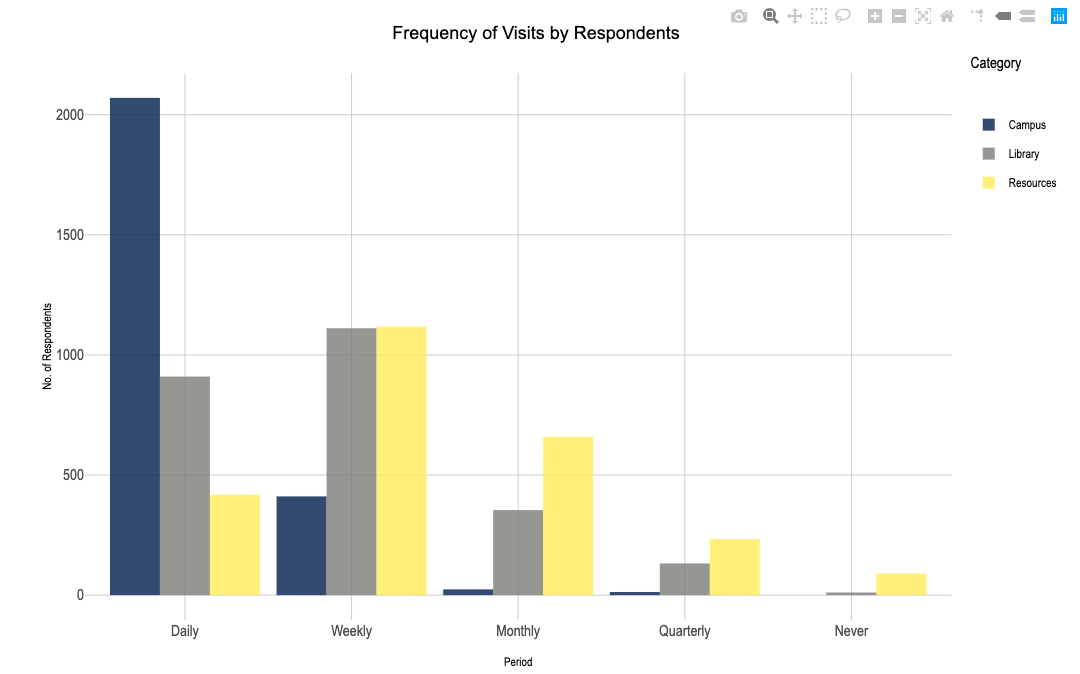 Frequency of Visits by Respondents
Category
Campus
Library
Resources
No. of Respondents
2000
1500
1000
500
0
Daily Weekly Monthly Quarterly Never
Period